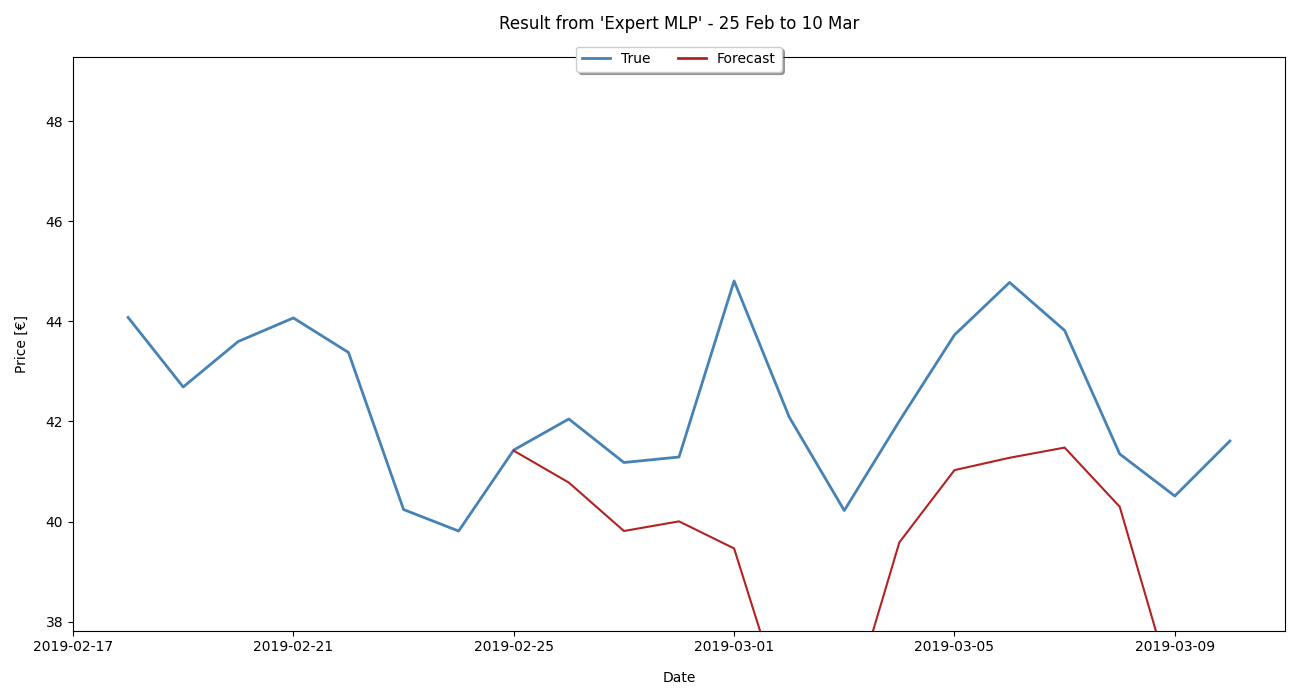 Result from 'Expert MLP' - 25 Feb to 10 Mar
True Forecast
Price [€]
48
46
44
42
40
38
2019-02-17 2019-02-21 2019-02-25 2019-03-01 2019-03-05 2019-03-09
Date